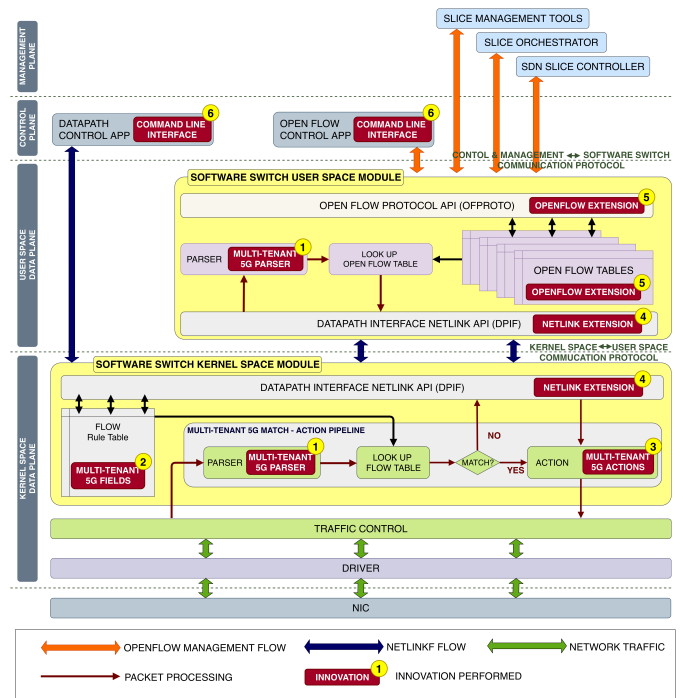 MANAGEMENT
PLANE
SLICE MANAGEMENT TOOLS
SLICE ORCHESTRATOR
SDN SLICE CONTROLLER
CONTROL
PLANE
DATAPATH
CONTROL APP
COMMAND LINE
INTERFACE
6
OPEN FLOW
CONTROL APP
COMMAND LINE
INTERFACE
6
CONTOL & MANAGEMENT SOFTWARE SWITCH
COMMUNICATION PROTOCOL
USER SPACE
DATA PLANE
SOFTWARE SWITCH USER SPACE MODULE
OPEN FLOW PROTOCOL API (OFPROTO)
OPENFLOW EXTENSION
5
PARSER
MULTI-TENANT
5G PARSER
1
LOOK UP
OPEN FLOW TABLE
OPEN FLOW TABLES
OPENFLOW EXTENSION
5
DATAPATH INTERFACE NETLINK API (DPIF)
NETLINK EXTENSION
4
KERNEL SPACE USER SPACE
COMMUCATION PROTOCOL
KERNEL SPACE
DATA PLANE
SOFTWARE SWITCH KERNEL SPACE MODULE
DATAPATH INTERFACE NETLINK API (DPIF)
NETLINK EXTENSION
4
FLOW
Rule Table
MULTI-TENANT
5G FIELDS
2
MULTI-TENANT 5G MATCH - ACTION PIPELINE
PARSER
MULTI-TENANT
5G PARSER
1
LOOK UP
FLOW TABLE
MATCH?
NO
YES
ACTION
MULTI-TENANT
5G ACTIONS
3
TRAFFIC CONTROL
DRIVER
NIC
OPENFLOW MANAGEMENT FLOW
NETLINKF FLOW
NETWORK TRAFFIC
PACKET PROCESSING
INNOVATION
1
INNOVATION PERFORMED